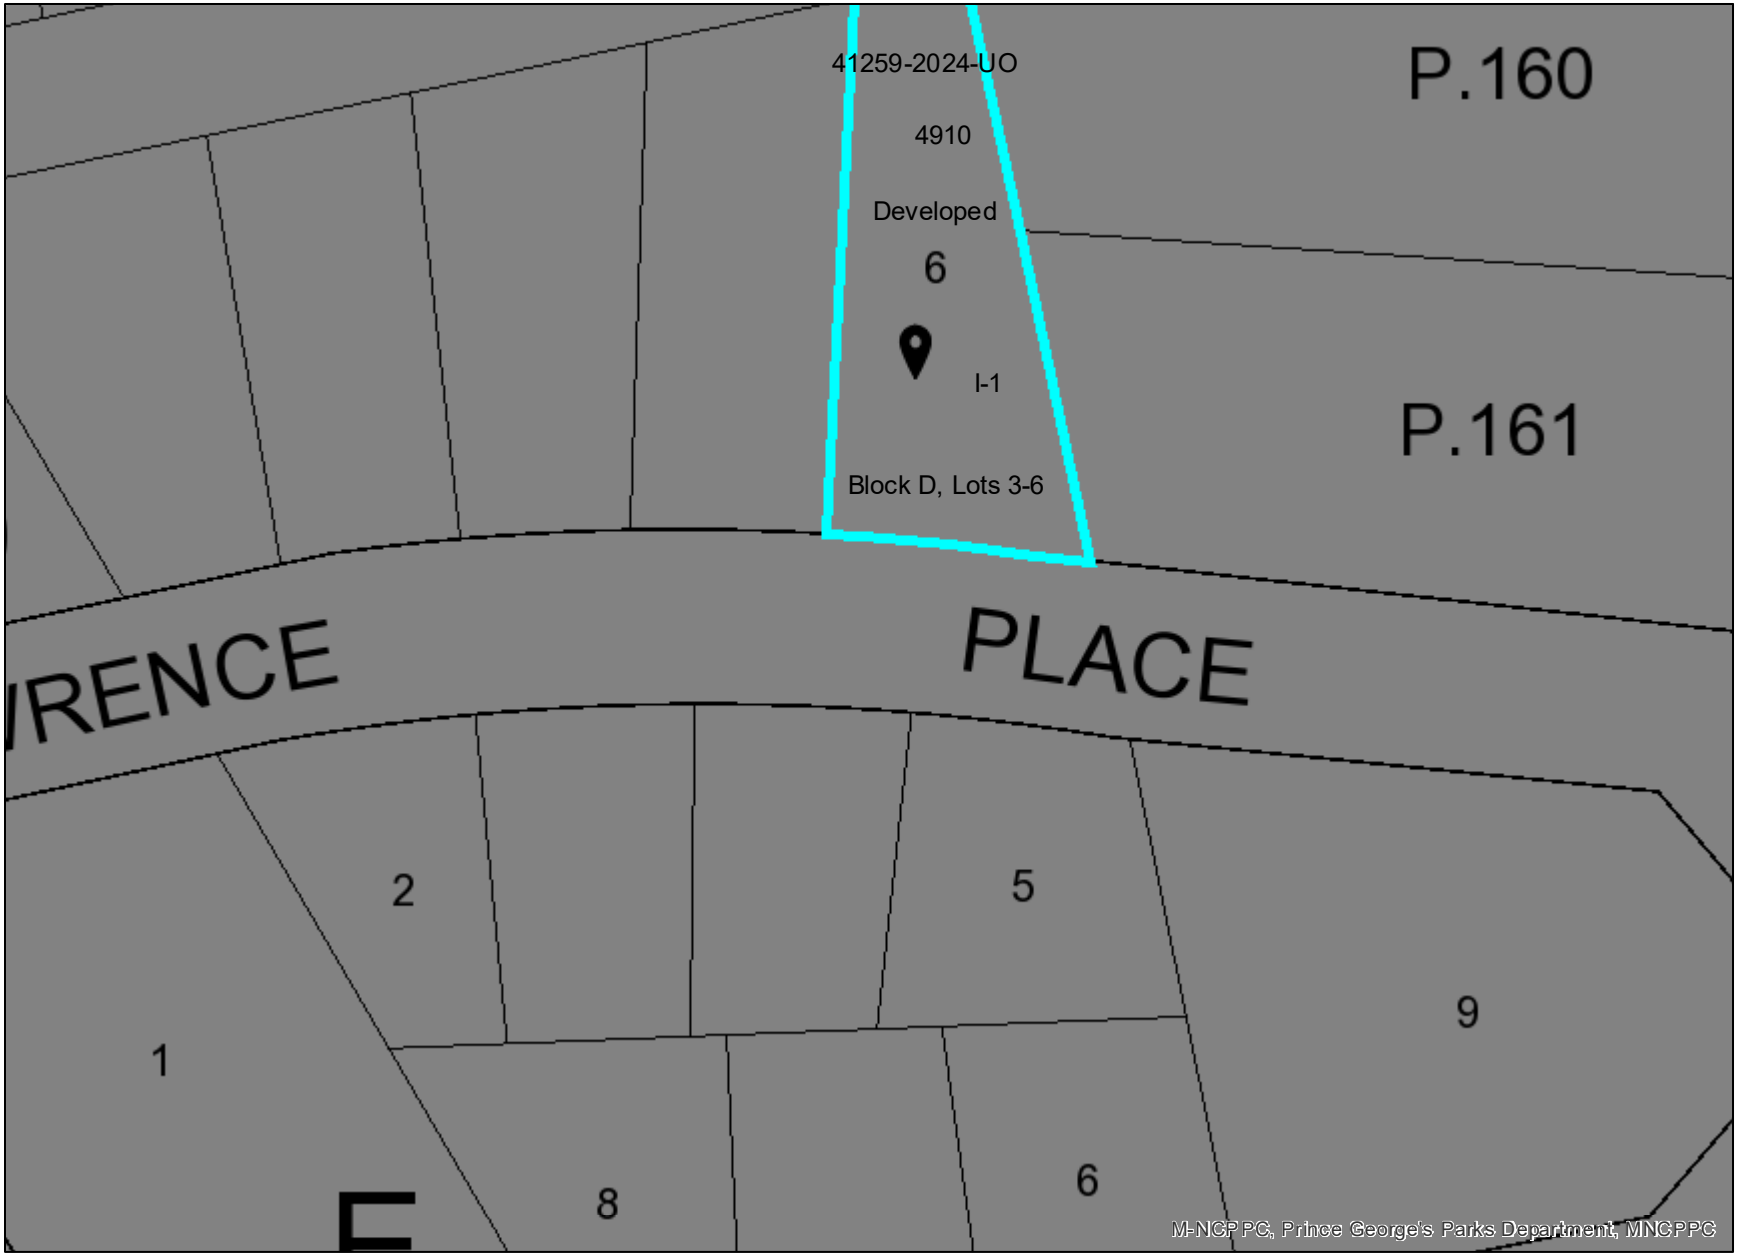 41259-2024-UO
P.160
4910
Developed
6
I-1
P.161
Block D, Lots 3-6
PLACE
WRENCE
2
5
9
1
6
8
E
M-NCPPC, Prince George's Parks Department, MNCPPC